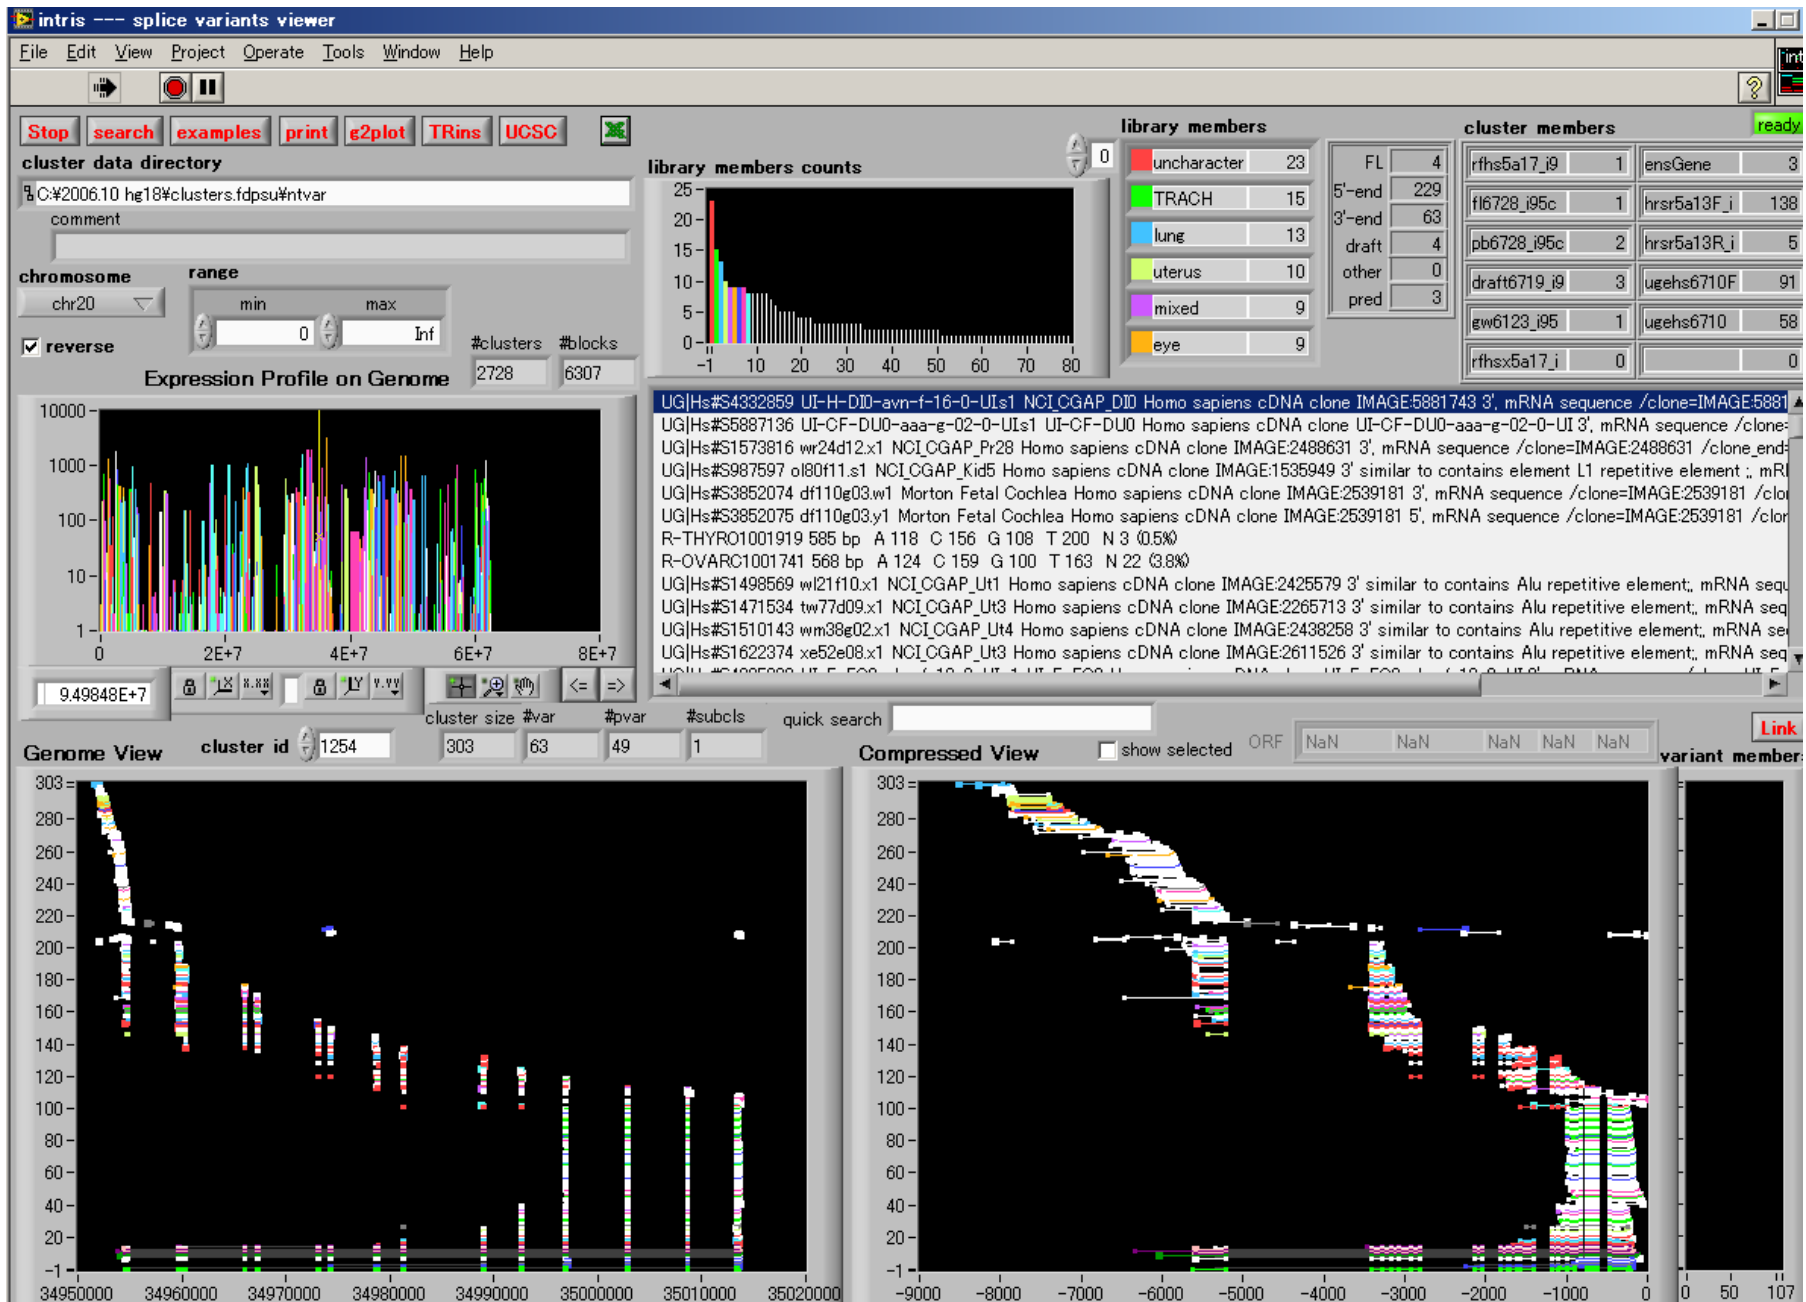 intris --- splice variants viewer
File Edit View Project Operate Tools Window Help
int
Stop search examples print g2plot TRins UCSC
cluster data directory
C:¥2006.10 hg18¥clusters.fdpsu¥ntvar
comment
chromosome
chr20
range
min max
0 Inf
reverse
#clusters #blocks
2728 6307
library members counts
0
25
20
15
10
5
0
-1 10 20 30 40 50 60 70 80
library members
uncharacter 23
TRACH 15
lung 13
uterus 10
mixed 9
eye 9
FL 4
5'-end 229
3'-end 63
draft 4
other 0
pred 3
cluster members
ready
rfhs5a17_i9 1 ensGene 3
fl6728_i95c 1 hrsr5a13F_i 138
pb6728_i95c 2 hrsr5a13R_i 5
draft6719_i9 3 ugehs6710F 91
gw6123_i95 1 ugehs6710 58
rfhsx5a17_i 0 0
Expression Profile on Genome
10000
1000
100
10
1
0 2E+7 4E+7 6E+7 8E+7
9.49848E+7
X.XX Y.YY
<= =>
UG|Hs#S4332859 UI-H-DI0-avn-f-16-0-UIs1 NCI_CGAP_DI0 Homo sapiens cDNA clone IMAGE:5881743 3', mRNA sequence /clone=IMAGE:5881
UG|Hs#S5887136 UI-CF-DU0-aaa-g-02-0-UIs1 UI-CF-DU0 Homo sapiens cDNA clone UI-CF-DU0-aaa-g-02-0-UI 3', mRNA sequence /clone=
UG|Hs#S1573816 wr24d12.x1 NCI_CGAP_Pr28 Homo sapiens cDNA clone IMAGE:2488631 3', mRNA sequence /clone=IMAGE:2488631 /clone_end=
UG|Hs#S987597 ol80f11.s1 NCI_CGAP_Kid5 Homo sapiens cDNA clone IMAGE:1535949 3' similar to contains element L1 repetitive element ;, mRI
UG|Hs#S3852074 df110g03.w1 Morton Fetal Cochlea Homo sapiens cDNA clone IMAGE:2539181 3', mRNA sequence /clone=IMAGE:2539181 /clor
UG|Hs#S3852075 df110g03.y1 Morton Fetal Cochlea Homo sapiens cDNA clone IMAGE:2539181 5', mRNA sequence /clone=IMAGE:2539181 /clor
R-THYRO1001919 585 bp A 118 C 156 G 108 T 200 N 3 (0.5%)
R-OVARC1001741 568 bp A 124 C 159 G 100 T 163 N 22 (3.8%)
UG|Hs#S1498569 wl21f10.x1 NCI_CGAP_Ut1 Homo sapiens cDNA clone IMAGE:2425579 3' similar to contains Alu repetitive element;, mRNA sequ
UG|Hs#S1471534 tw77d09.x1 NCI_CGAP_Ut3 Homo sapiens cDNA clone IMAGE:2265713 3' similar to contains Alu repetitive element;, mRNA seq
UG|Hs#S1510143 wm38g02.x1 NCI_CGAP_Ut4 Homo sapiens cDNA clone IMAGE:2438258 3' similar to contains Alu repetitive element;, mRNA se
UG|Hs#S1622374 xe52e08.x1 NCI_CGAP_Ut3 Homo sapiens cDNA clone IMAGE:2611526 3' similar to contains Alu repetitive element;, mRNA seq
cluster size #var #pvar #subcls
Genome View cluster id 1254 303 63 49 1
quick search
Compressed View show selected ORF NaN NaN NaN NaN NaN
Link
variant member
303
280
260
240
220
200
180
160
140
120
100
80
60
40
20
-1
34950000 34960000 34970000 34980000 34990000 35000000 35010000 35020000
303
280
260
240
220
200
180
160
140
120
100
80
60
40
20
-1
-9000 -8000 -7000 -6000 -5000 -4000 -3000 -2000 -1000 0
0 50 107